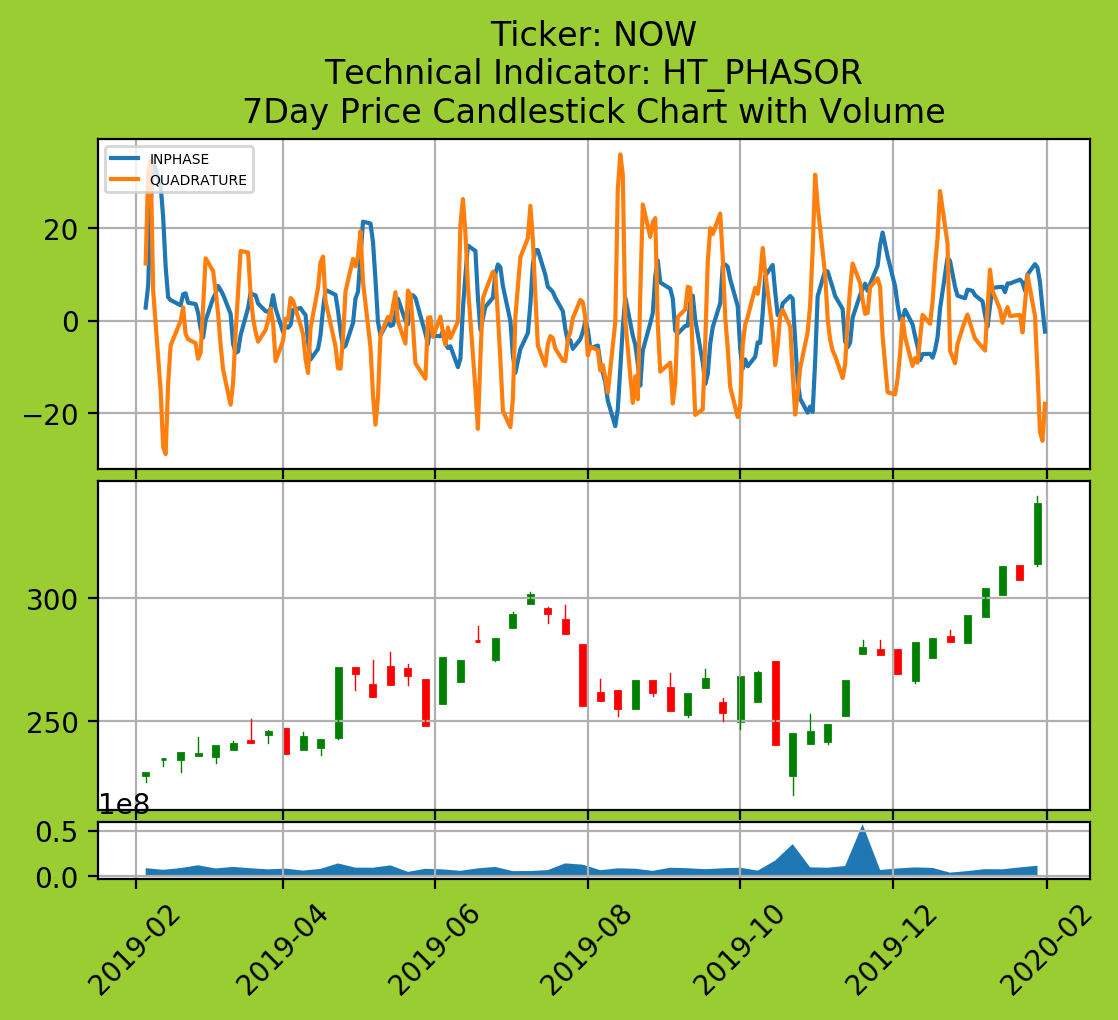 Ticker: NOW
Technical Indicator: HT_PHASOR
7Day Price Candlestick Chart with Volume
INPHASE
QUADRATURE
20
0
−20
300
250
1e8
0.5
0.0
2019-02
2019-04
2019-06
2019-08
2019-10
2019-12
2020-02